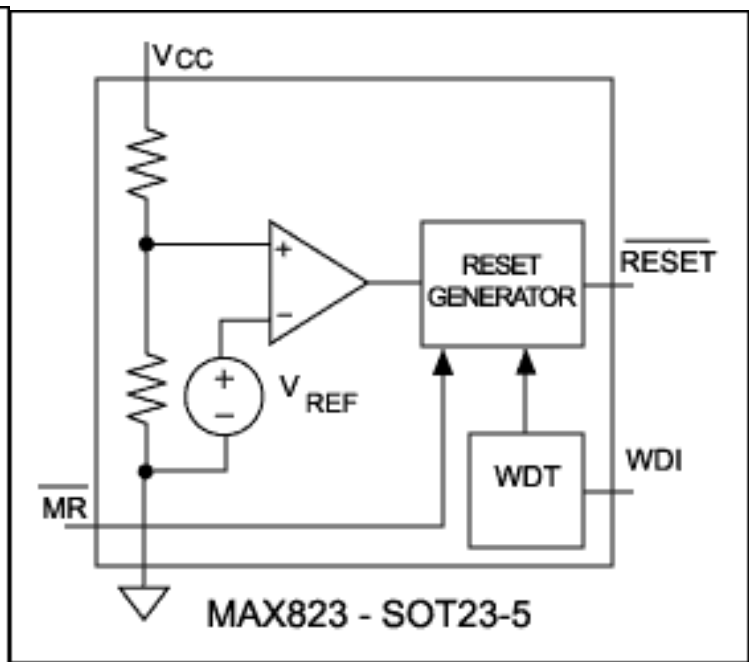 VCC
+
−
RESET
GENERATOR
RESET
+
−
VREF
WDT
WDI
MR
MAX823 - SOT23-5